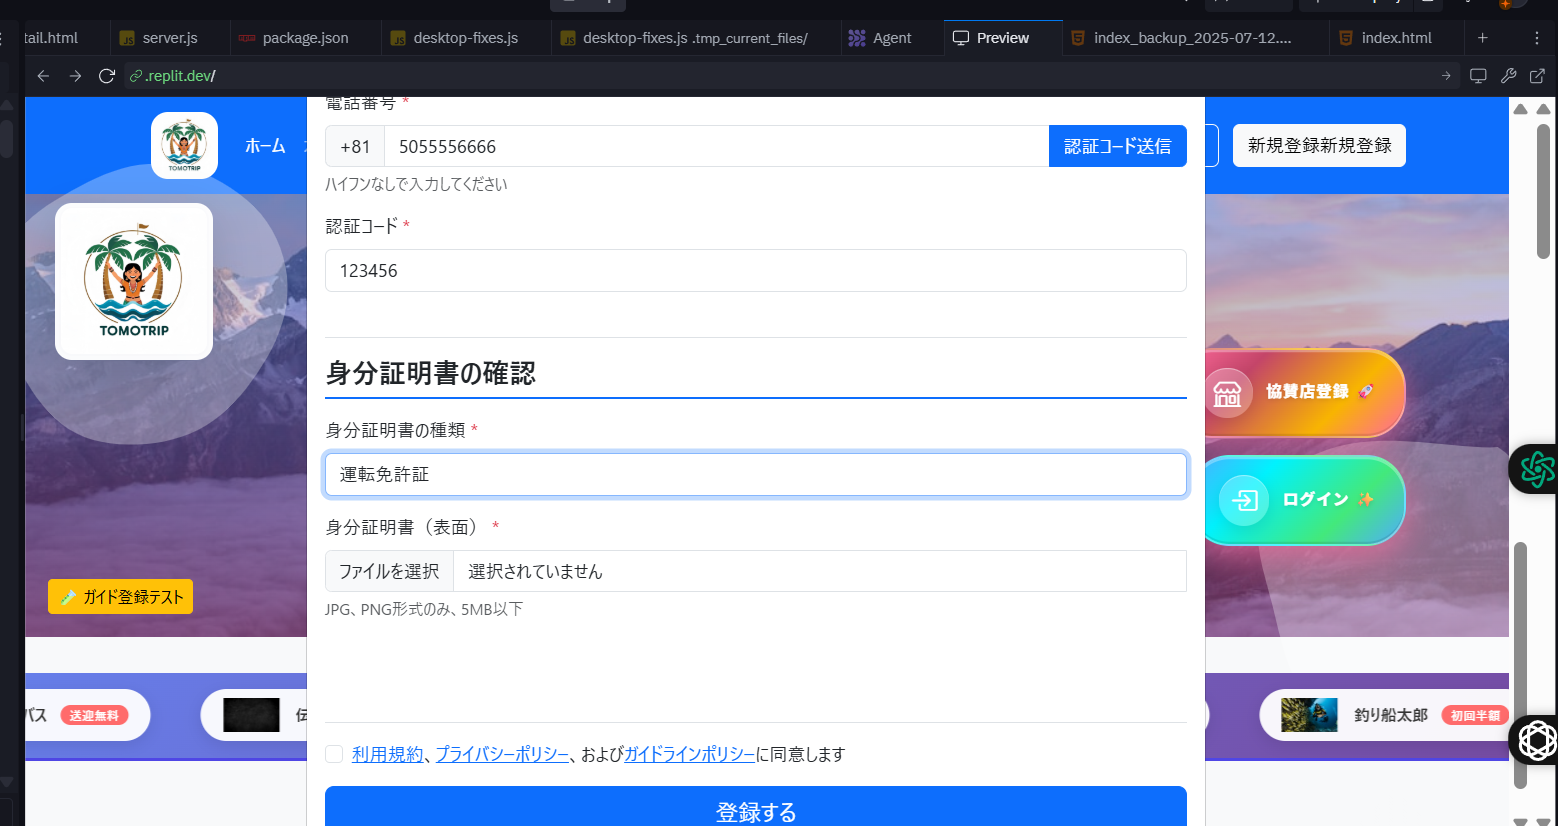 tail.html
server.js
package.json
desktop-fixes.js
desktop-fixes.js .tmp_current_files/
Agent
Preview
index_backup_2025-07-12....
index.html
.replit.dev/
TOMOTRIP
ホーム
新規登録新規登録
電話番号 *
+81
5055556666
認証コード送信
ハイフンなしで入力してください
認証コード *
123456
身分証明書の確認
身分証明書の種類 *
運転免許証
身分証明書（表面） *
ファイルを選択
選択されていません
JPG、PNG形式のみ、5MB以下
利用規約、プライバシーポリシー、およびガイドラインポリシーに同意します
登録する
TOMOTRIP
ガイド登録テスト
協賛店登録 🚀
ログイン ✨
バス
送迎無料
伝
釣り船太郎
初回半額